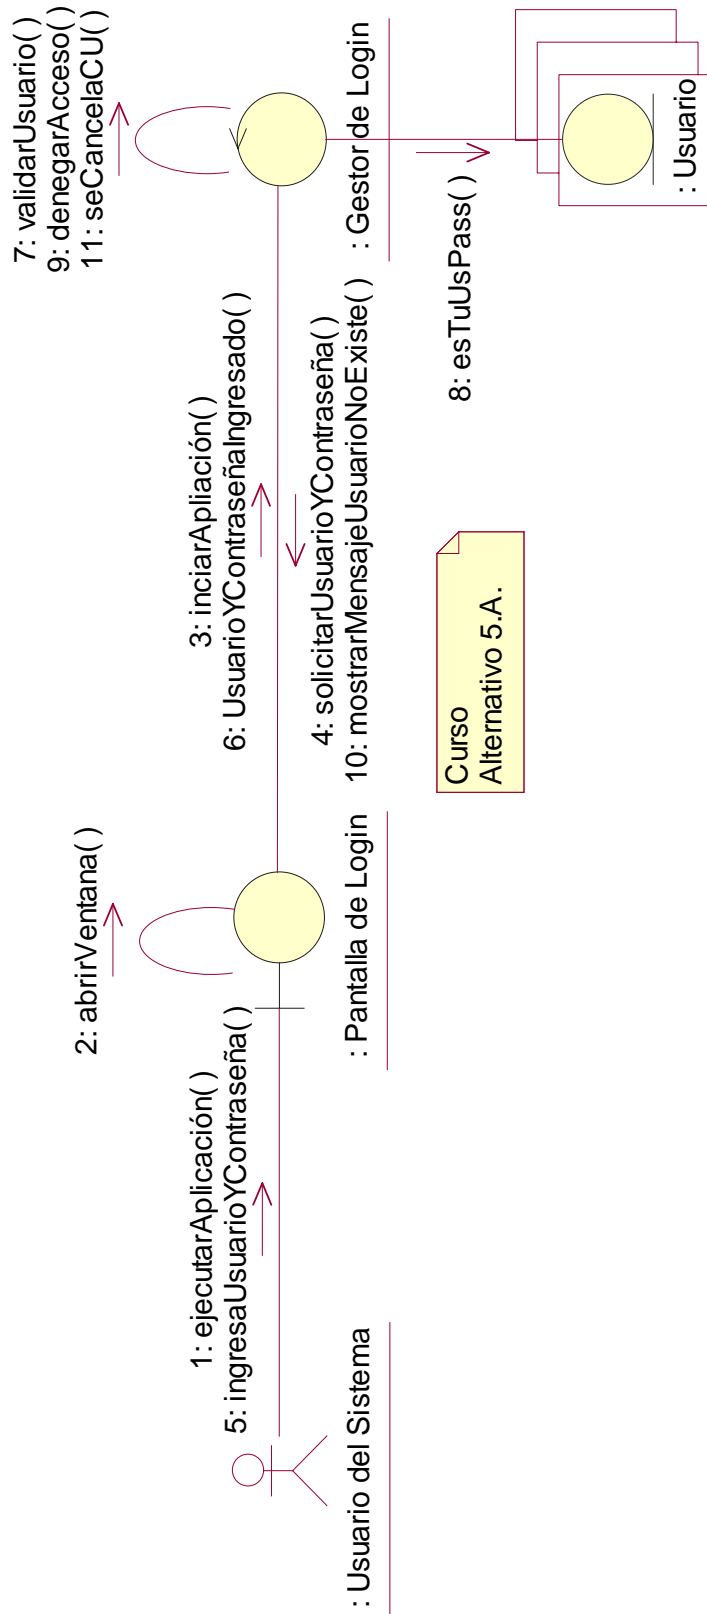 1: ejecutarAplicación( )
5: ingresaUsuarioYContraseña( )
: Usuario del Sistema
2: abrirVentana( )
: Pantalla de Login
3: inciarApliación( )
6: UsuarioYContraseñaIngresado( )
4: solicitarUsuarioYContraseña( )
10: mostrarMensajeUsuarioNoExiste( )
Curso
Alternativo 5.A.
7: validarUsuario( )
9: denegarAcceso( )
11: seCancelaCU( )
: Gestor de Login
8: esTuUsPass( )
: Usuario